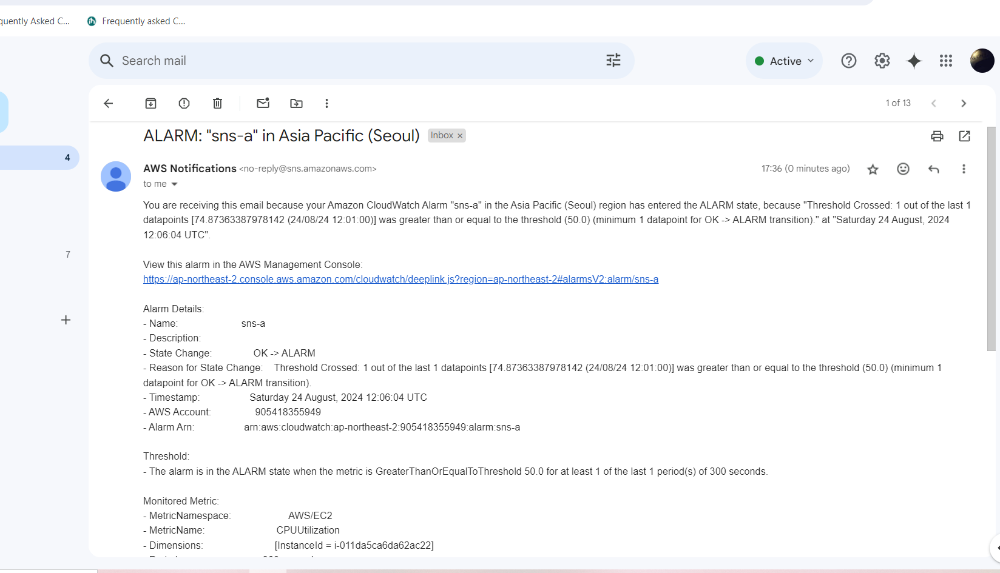 quently Asked C...
Frequently asked C...
Search mail
Active
1 of 13
ALARM: "sns-a" in Asia Pacific (Seoul)
Inbox ×
4
AWS Notifications <no-reply@sns.amazonaws.com>
17:36 (0 minutes ago)
to me
You are receiving this email because your Amazon CloudWatch Alarm "sns-a" in the Asia Pacific (Seoul) region has entered the ALARM state, because "Threshold Crossed: 1 out of the last 1
datapoints [74.87363387978142 (24/08/24 12:01:00)] was greater than or equal to the threshold (50.0) (minimum 1 datapoint for OK -> ALARM transition)." at "Saturday 24 August, 2024
12:06:04 UTC".
7
View this alarm in the AWS Management Console:
https://ap-northeast-2.console.aws.amazon.com/cloudwatch/deeplink.js?region=ap-northeast-2#alarmsV2:alarm/sns-a
Alarm Details:
- Name: sns-a
- Description:
- State Change: OK -> ALARM
- Reason for State Change: Threshold Crossed: 1 out of the last 1 datapoints [74.87363387978142 (24/08/24 12:01:00)] was greater than or equal to the threshold (50.0) (minimum 1
datapoint for OK -> ALARM transition).
- Timestamp: Saturday 24 August, 2024 12:06:04 UTC
- AWS Account: 905418355949
- Alarm Arn: arn:aws:cloudwatch:ap-northeast-2:905418355949:alarm:sns-a
Threshold:
- The alarm is in the ALARM state when the metric is GreaterThanOrEqualToThreshold 50.0 for at least 1 of the last 1 period(s) of 300 seconds.
Monitored Metric:
- MetricNamespace: AWS/EC2
- MetricName: CPUUtilization
- Dimensions: [InstanceId = i-011da5ca6da62ac22]